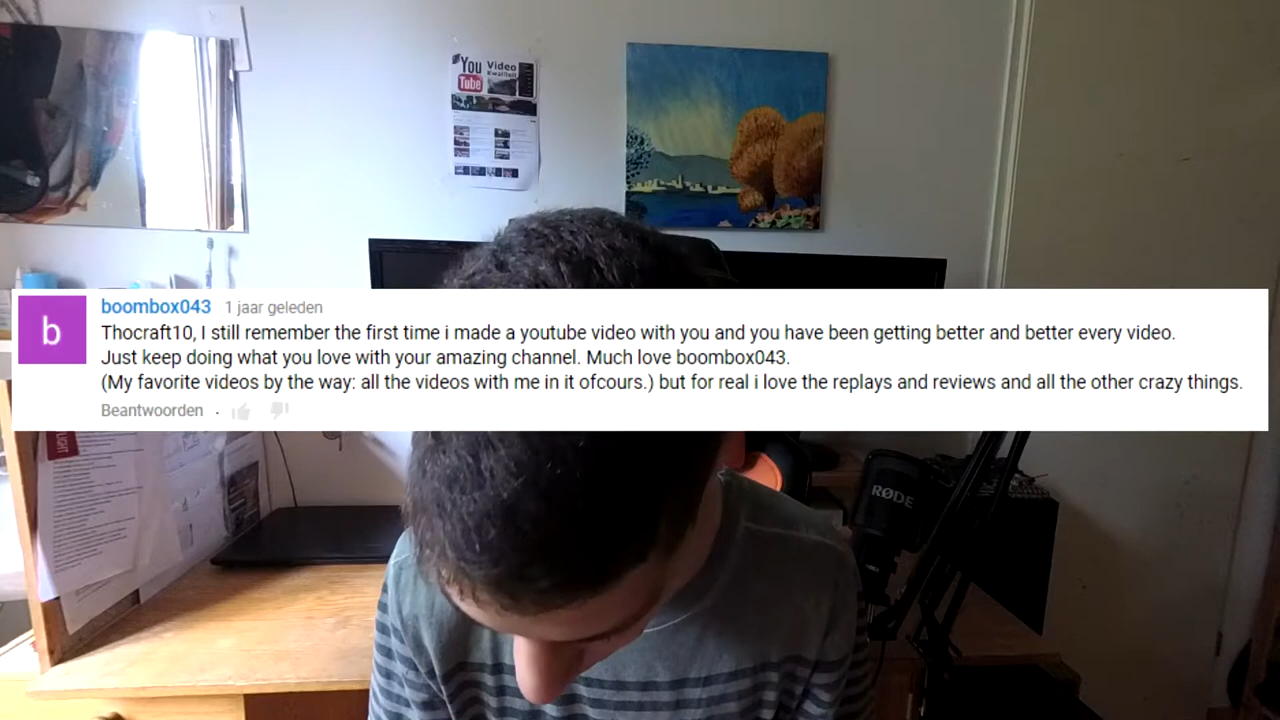 You Video
Tube Kwaliteit
boombox043 1 jaar geleden
Thocraft10, I still remember the first time i made a youtube video with you and you have been getting better and better every video.
Just keep doing what you love with your amazing channel. Much love boombox043.
(My favorite videos by the way: all the videos with me in it ofcours.) but for real i love the replays and reviews and all the other crazy things.
Beantwoorden
LIGHT
RØDE